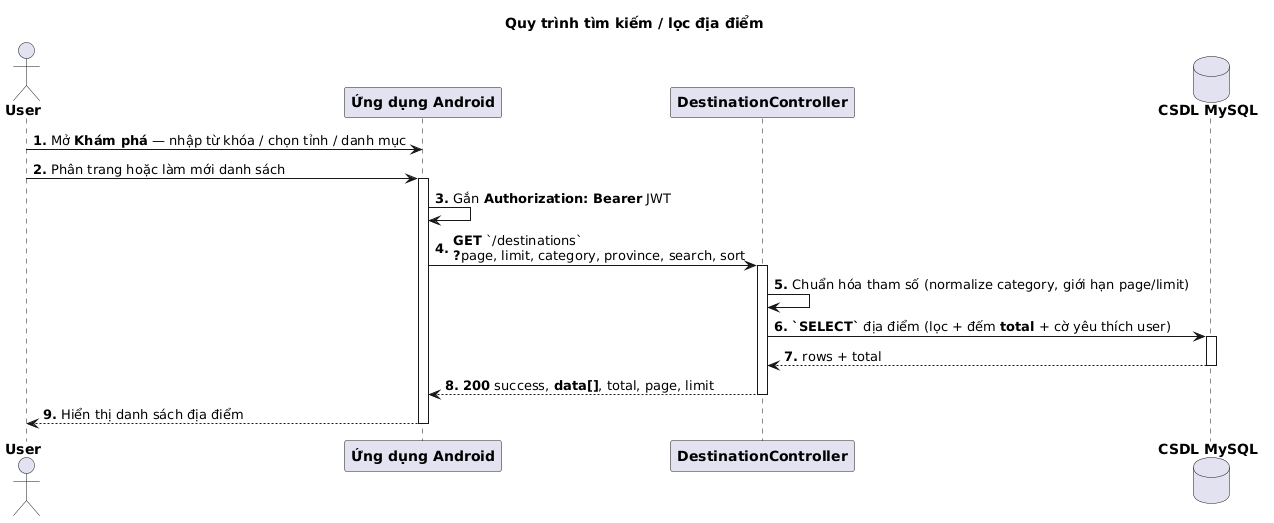 Quy trình tìm kiếm / lọc địa điểm
User
Ứng dụng Android
DestinationController
CSDL MySQL
1. Mở Khám phá — nhập từ khóa / chọn tỉnh / danh mục
2. Phân trang hoặc làm mới danh sách
3. Gắn Authorization: Bearer JWT
4. GET `/destinations`
?page, limit, category, province, search, sort
5. Chuẩn hóa tham số (normalize category, giới hạn page/limit)
6. `SELECT` địa điểm (lọc + đếm total + cờ yêu thích user)
7. rows + total
8. 200 success, data[], total, page, limit
9. Hiển thị danh sách địa điểm
User
Ứng dụng Android
DestinationController
CSDL MySQL